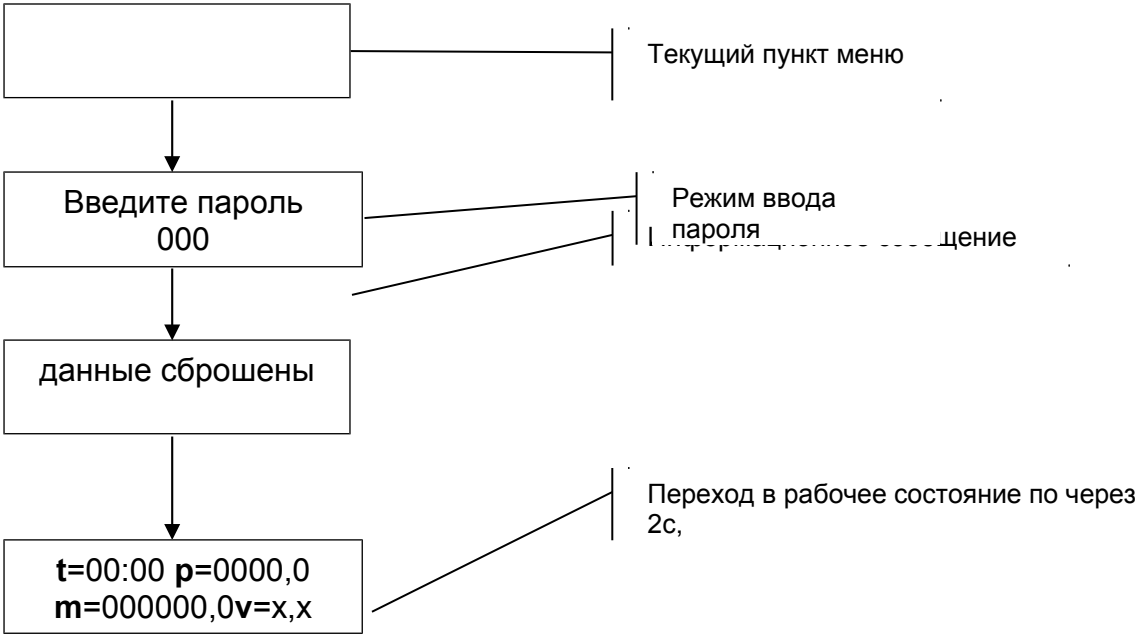 Текущий пункт меню
Введите пароль
000
Режим ввода
пароля
щение
данные сброшены
Переход в рабочее состояние по через
2с,
t=00:00 p=0000,0
m=000000,0v=x,x